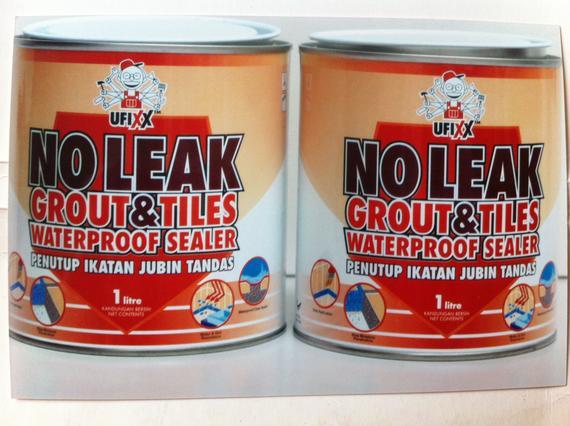 UFIXX
NO LEAK
GROUT&TILES
WATERPROOF SEALER
PENUTUP IKATAN JUBIN TANDAS
1 litre
KANDUNGAN BERSIH
NET CONTENTS
UFIXX
NO LEAK
GROUT&TILES
WATERPROOF SEALER
PENUTUP IKATAN JUBIN TANDAS
1 litre
KANDUNGAN BERSIH
NET CONTENTS